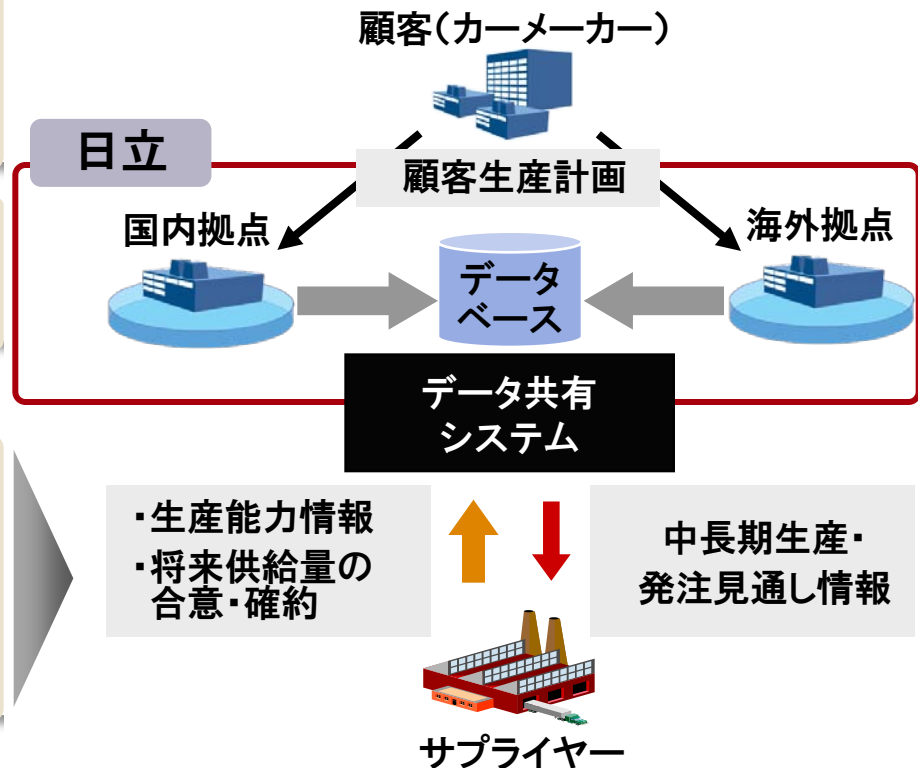 顧客（カーメーカー）
日立
顧客生産計画
国内拠点
海外拠点
データ
ベース
データ共有
システム
・生産能力情報
・将来供給量の
合意・確約
中長期生産・
発注見通し情報
サプライヤー